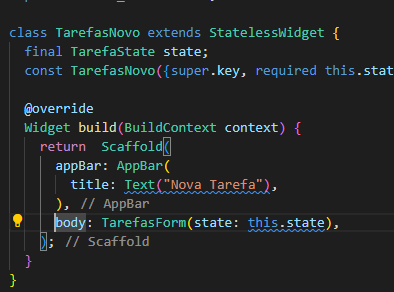 class TarefasNovo extends StatelessWidget {
  final TarefaState state;
  const TarefasNovo({super.key, required this.stat

  @override
  Widget build(BuildContext context) {
    return  Scaffold(
      appBar: AppBar(
        title: Text("Nova Tarefa"),
      ), // AppBar
      body: TarefasForm(state: this.state),
    ); // Scaffold
  }
}